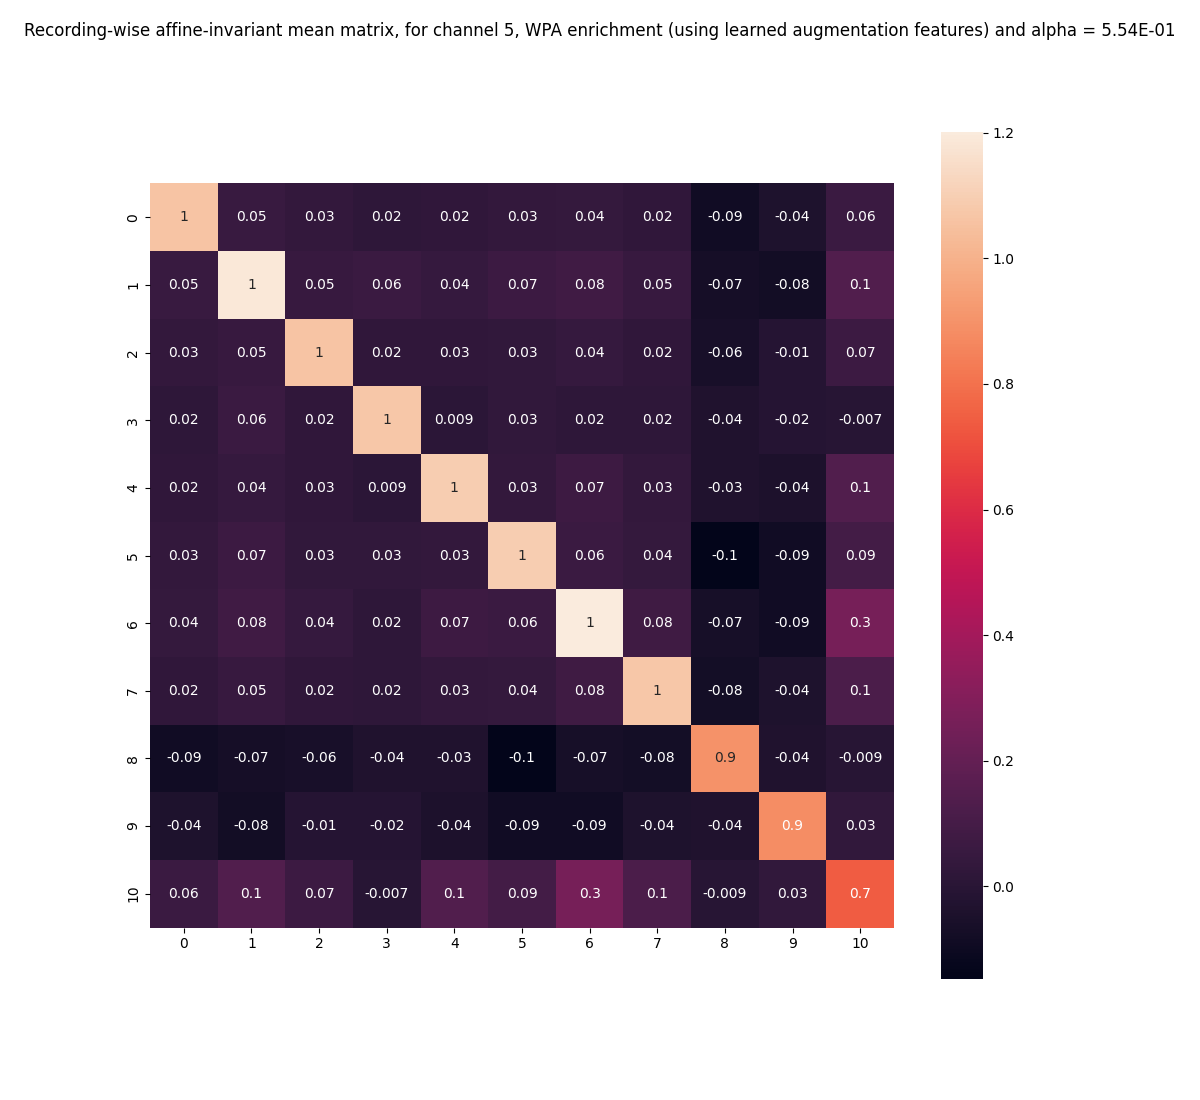 Recording-wise affine-invariant mean matrix, for channel 5, WPA enrichment (using learned augmentation features) and alpha = 5.54E-01
1.2
0 1 0.05 0.03 0.02 0.02 0.03 0.04 0.02 -0.09 -0.04 0.06
1.0
1 0.05 1 0.05 0.06 0.04 0.07 0.08 0.05 -0.07 -0.08 0.1
2 0.03 0.05 1 0.02 0.03 0.03 0.04 0.02 -0.06 -0.01 0.07
0.8
3 0.02 0.06 0.02 1 0.009 0.03 0.02 0.02 -0.04 -0.02 -0.007
4 0.02 0.04 0.03 0.009 1 0.03 0.07 0.03 -0.03 -0.04 0.1
0.6
5 0.03 0.07 0.03 0.03 0.03 1 0.06 0.04 -0.1 -0.09 0.09
6 0.04 0.08 0.04 0.02 0.07 0.06 1 0.08 -0.07 -0.09 0.3
0.4
7 0.02 0.05 0.02 0.02 0.03 0.04 0.08 1 -0.08 -0.04 0.1
8 -0.09 -0.07 -0.06 -0.04 -0.03 -0.1 -0.07 -0.08 0.9 -0.04 -0.009
0.2
9 -0.04 -0.08 -0.01 -0.02 -0.04 -0.09 -0.09 -0.04 -0.04 0.9 0.03
0.0
10 0.06 0.1 0.07 -0.007 0.1 0.09 0.3 0.1 -0.009 0.03 0.7
0 1 2 3 4 5 6 7 8 9 10